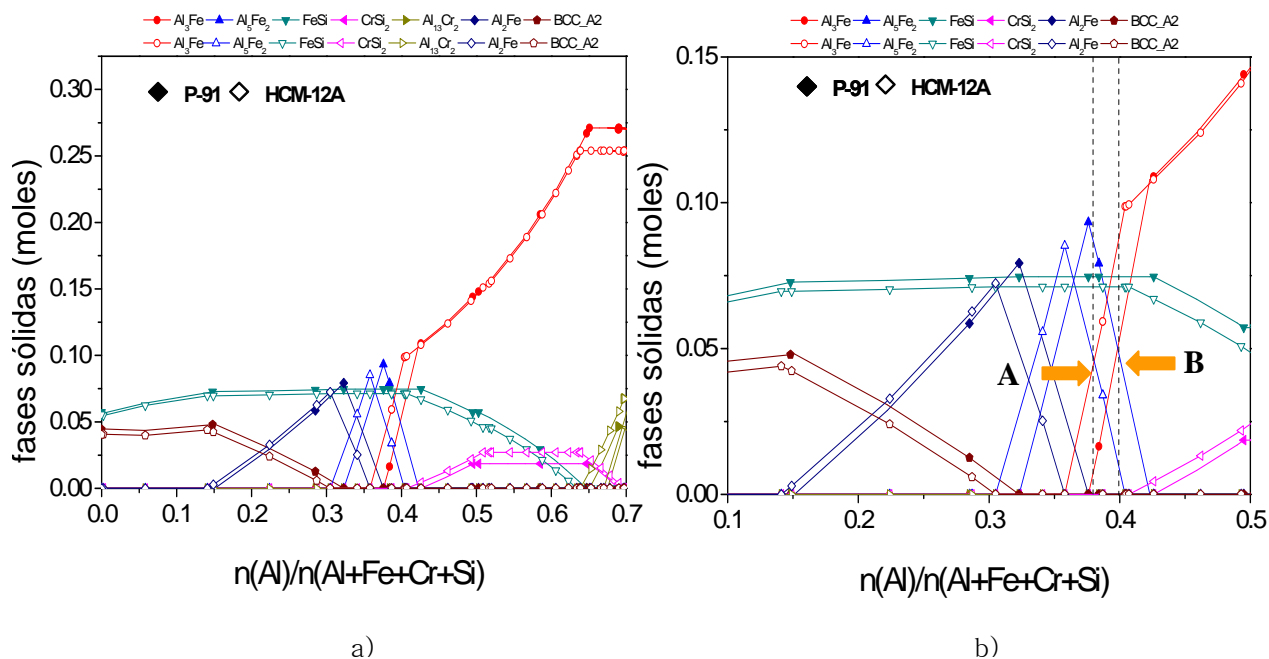 Al3Fe Al5Fe2 FeSi CrSi2 Al13Cr2 Al2Fe BCC_A2
Al3Fe Al5Fe2 FeSi CrSi2 Al13Cr2 Al2Fe BCC_A2
P-91 HCM-12A
fases sólidas (moles)
0.30
0.25
0.20
0.15
0.10
0.05
0.00
0.0 0.1 0.2 0.3 0.4 0.5 0.6 0.7
n(Al)/n(Al+Fe+Cr+Si)
a)
Al3Fe Al5Fe2 FeSi CrSi2 Al13Cr2 Al2Fe BCC_A2
Al3Fe Al5Fe2 FeSi CrSi2 Al13Cr2 Al2Fe BCC_A2
P-91 HCM-12A
fases sólidas (moles)
0.15
0.10
0.05
0.00
A
B
0.1 0.2 0.3 0.4 0.5
n(Al)/n(Al+Fe+Cr+Si)
b)